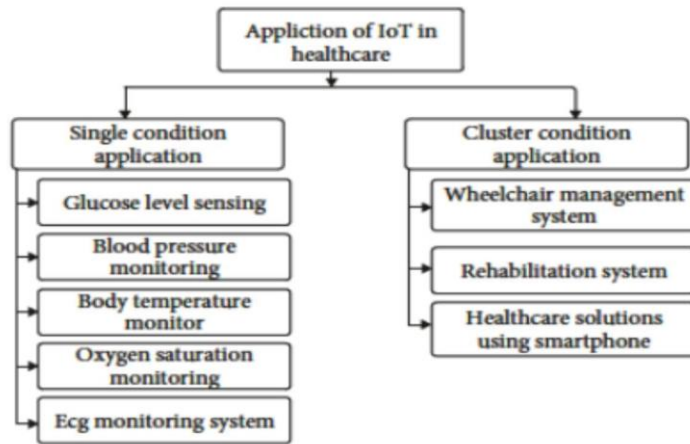 Appliction of IoT in
healthcare
Single condition
application
Glucose level sensing
Blood pressure
monitoring
Body temperature
monitor
Oxygen saturation
monitoring
Ecg monitoring system
Cluster condition
application
Wheelchair management
system
Rehabilitation system
Healthcare solutions
using smartphone